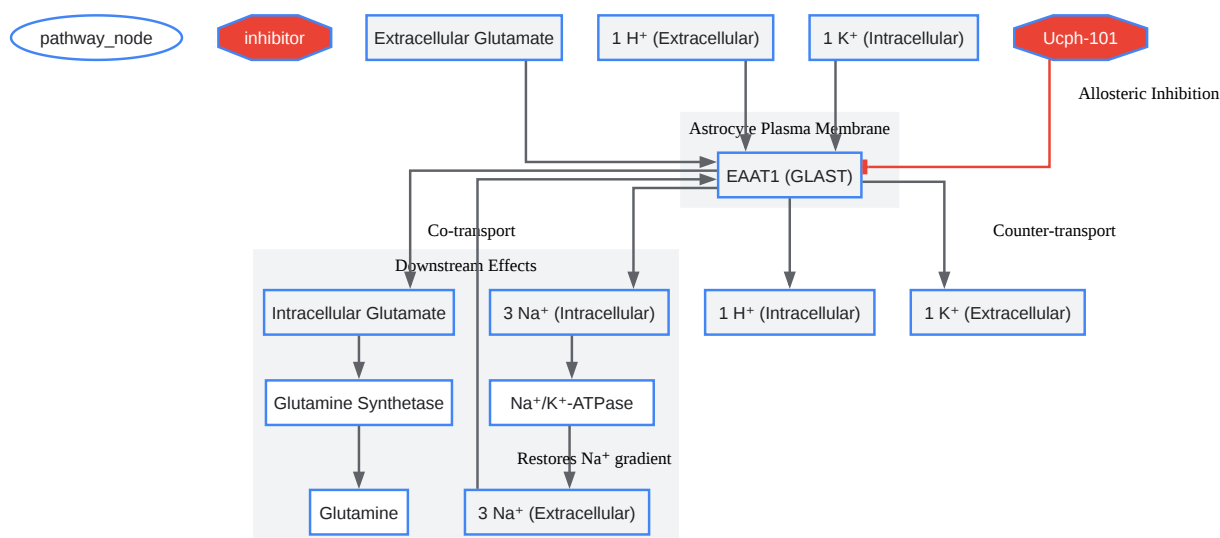 pathway_node
inhibitor
Extracellular Glutamate
1 H⁺ (Extracellular)
1 K⁺ (Intracellular)
Ucph-101
Allosteric Inhibition
Astrocyte Plasma Membrane
EAAT1 (GLAST)
Co-transport
Counter-transport
Downstream Effects
Intracellular Glutamate
3 Na⁺ (Intracellular)
1 H⁺ (Intracellular)
1 K⁺ (Extracellular)
Glutamine Synthetase
Na⁺/K⁺-ATPase
Restores Na⁺ gradient
Glutamine
3 Na⁺ (Extracellular)